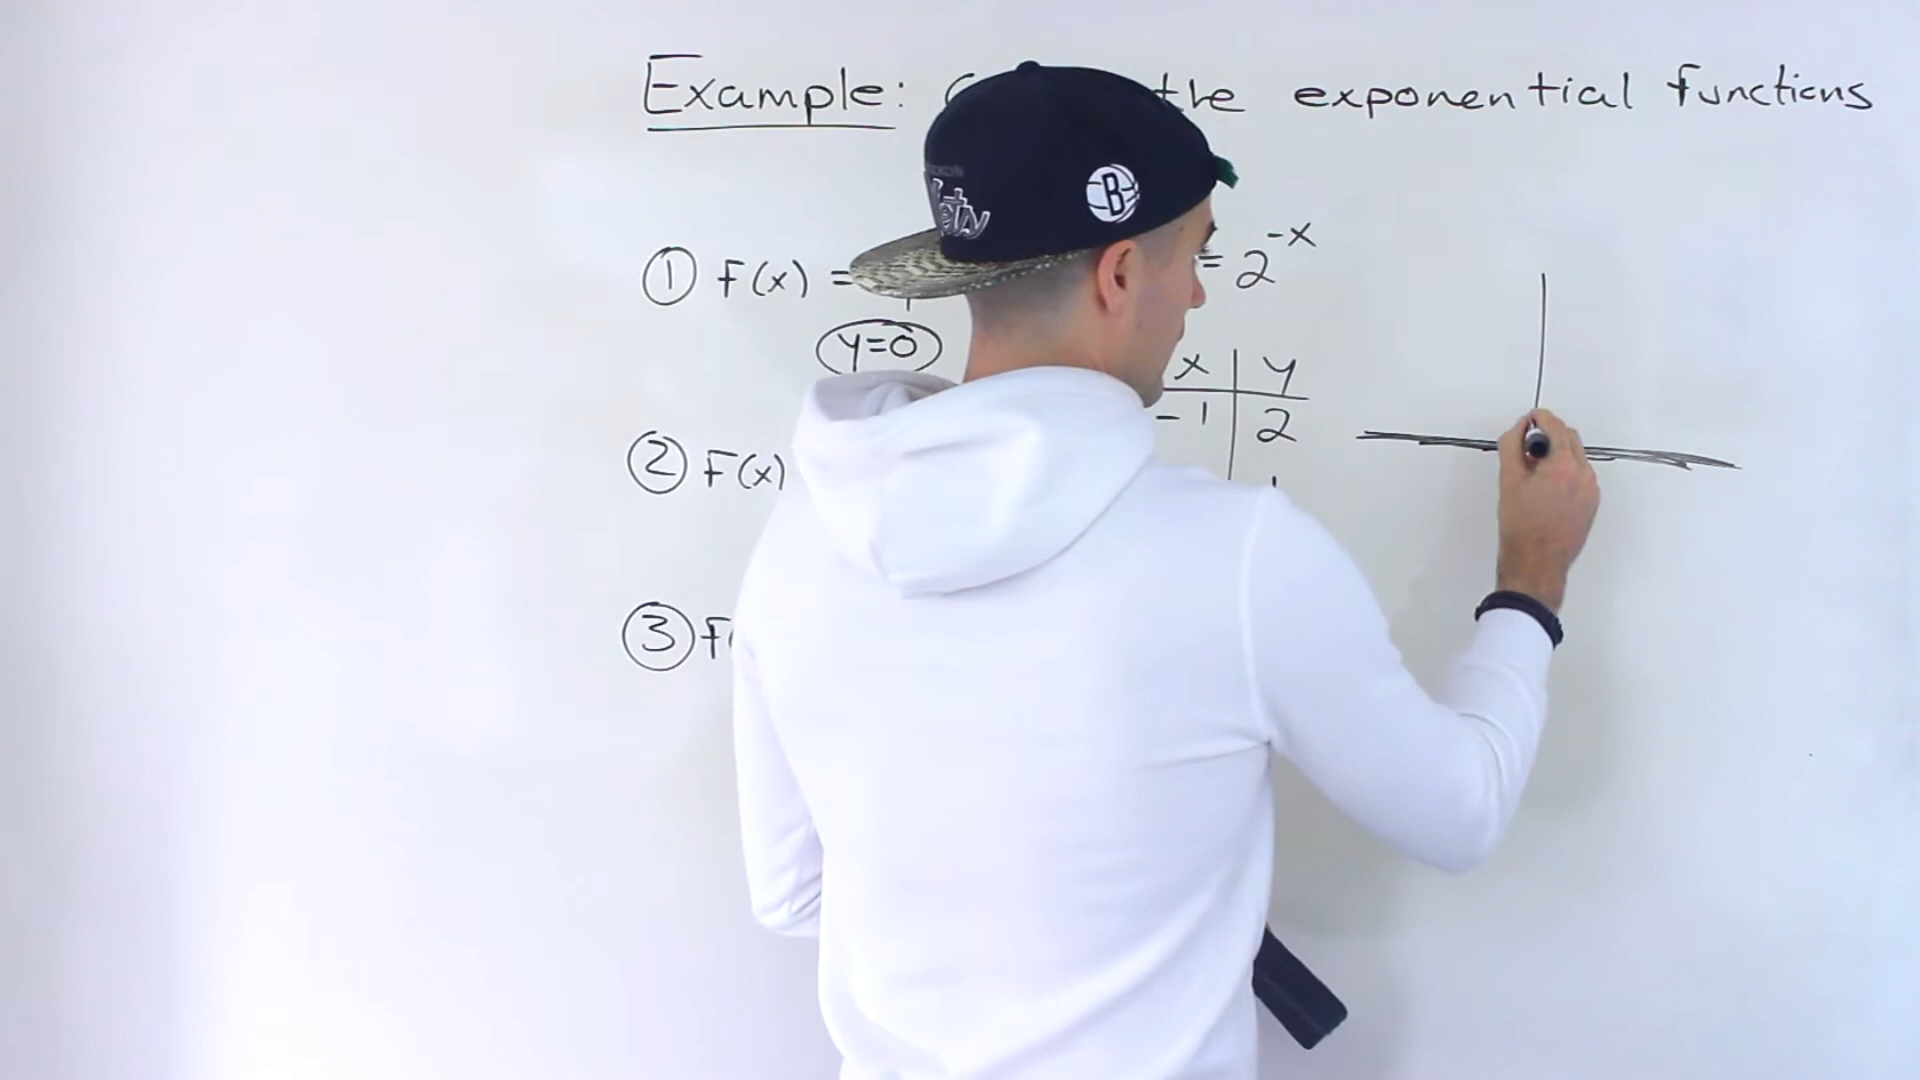 Example: the exponential functions
① f(x) = = 2^-x
y=0
x y
-1 2
② f(x)
③ f
B